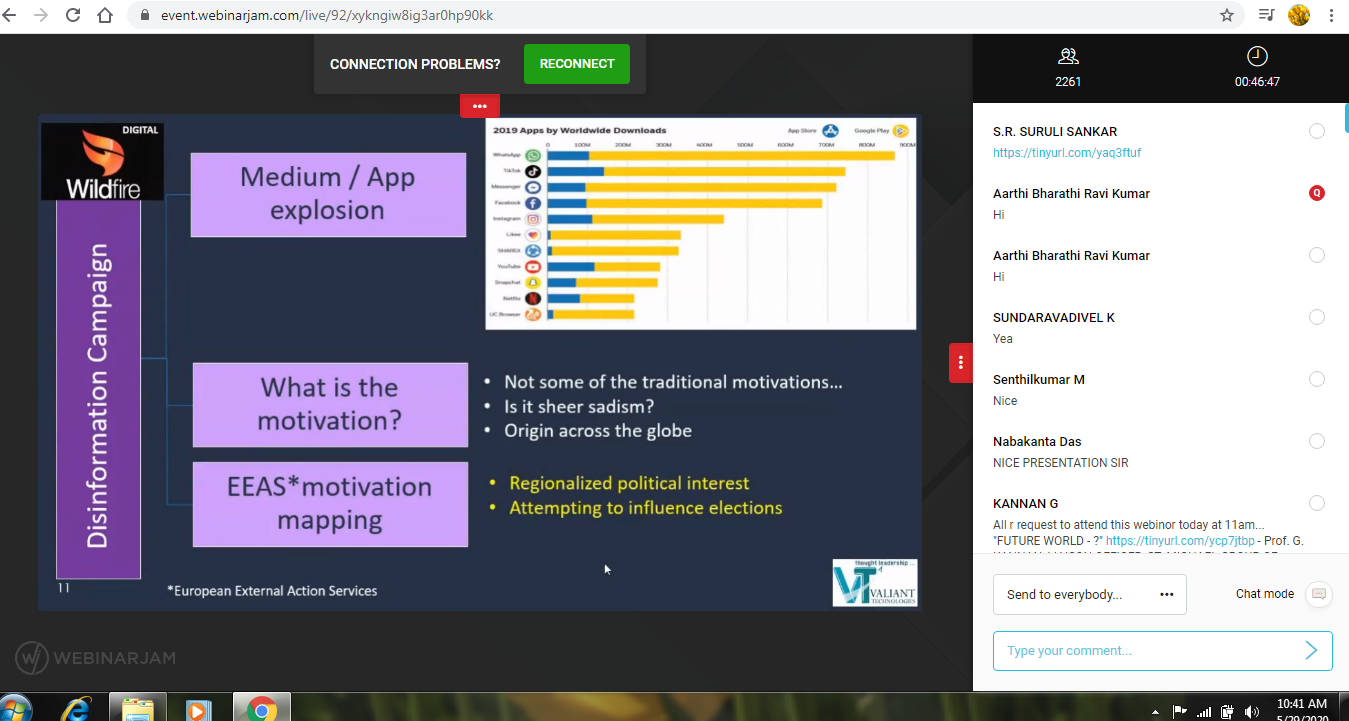 event.webinarjam.com/live/92/xykngiw8ig3ar0hp90kk
CONNECTION PROBLEMS?
RECONNECT
DIGITAL
Wildfire
Disinformation Campaign
Medium / App
explosion
2019 Apps by Worldwide Downloads
App Store
Google Play
0 100M 200M 300M 400M 500M 600M 700M 800M 900M
WhatsApp
TikTok
Messenger
Facebook
Instagram
Likee
SHAREit
YouTube
Snapchat
Netflix
UC Browser
What is the
motivation?
• Not some of the traditional motivations...
• Is it sheer sadism?
• Origin across the globe
EEAS*motivation
mapping
• Regionalized political interest
• Attempting to influence elections
11
*European External Action Services
thought leadership ...
VT
VALIANT
TECHNOLOGIES
WEBINARJAM
2261
00:46:47
S.R. SURULI SANKAR
https://tinyurl.com/yaq3ftuf
Aarthi Bharathi Ravi Kumar
Q
Hi
Aarthi Bharathi Ravi Kumar
Hi
SUNDARAVADIVEL K
Yea
Senthilkumar M
Nice
Nabakanta Das
NICE PRESENTATION SIR
KANNAN G
All r request to attend this webinor today at 11am...
"FUTURE WORLD - ?" https://tinyurl.com/ycp7jtbp - Prof. G.
Send to everybody...
Chat mode
Type your comment...
10:41 AM
5/29/2020